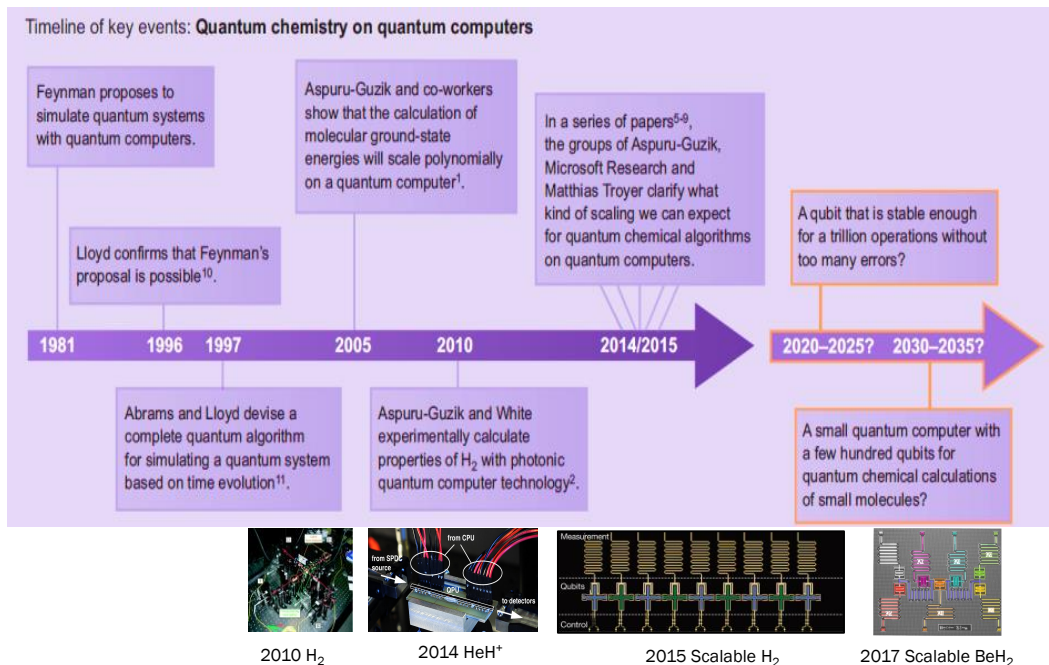 Timeline of key events: Quantum chemistry on quantum computers
Feynman proposes to
simulate quantum systems
with quantum computers.
Lloyd confirms that Feynman's
proposal is possible¹⁰.
Aspuru-Guzik and co-workers
show that the calculation of
molecular ground-state
energies will scale polynomially
on a quantum computer¹.
In a series of papers⁵⁻⁹,
the groups of Aspuru-Guzik,
Microsoft Research and
Matthias Troyer clarify what
kind of scaling we can expect
for quantum chemical algorithms
on quantum computers.
A qubit that is stable enough
for a trillion operations without
too many errors?
1981 1996 1997 2005 2010 2014/2015 2020–2025? 2030–2035?
Abrams and Lloyd devise a
complete quantum algorithm
for simulating a quantum system
based on time evolution¹¹.
Aspuru-Guzik and White
experimentally calculate
properties of H₂ with photonic
quantum computer technology².
A small quantum computer with
a few hundred qubits for
quantum chemical calculations
of small molecules?
from SPDC
source
from CPU
QPU
to detectors
Measurement
Qubits
Control
2010 H₂
2014 HeH⁺
2015 Scalable H₂
2017 Scalable BeH₂